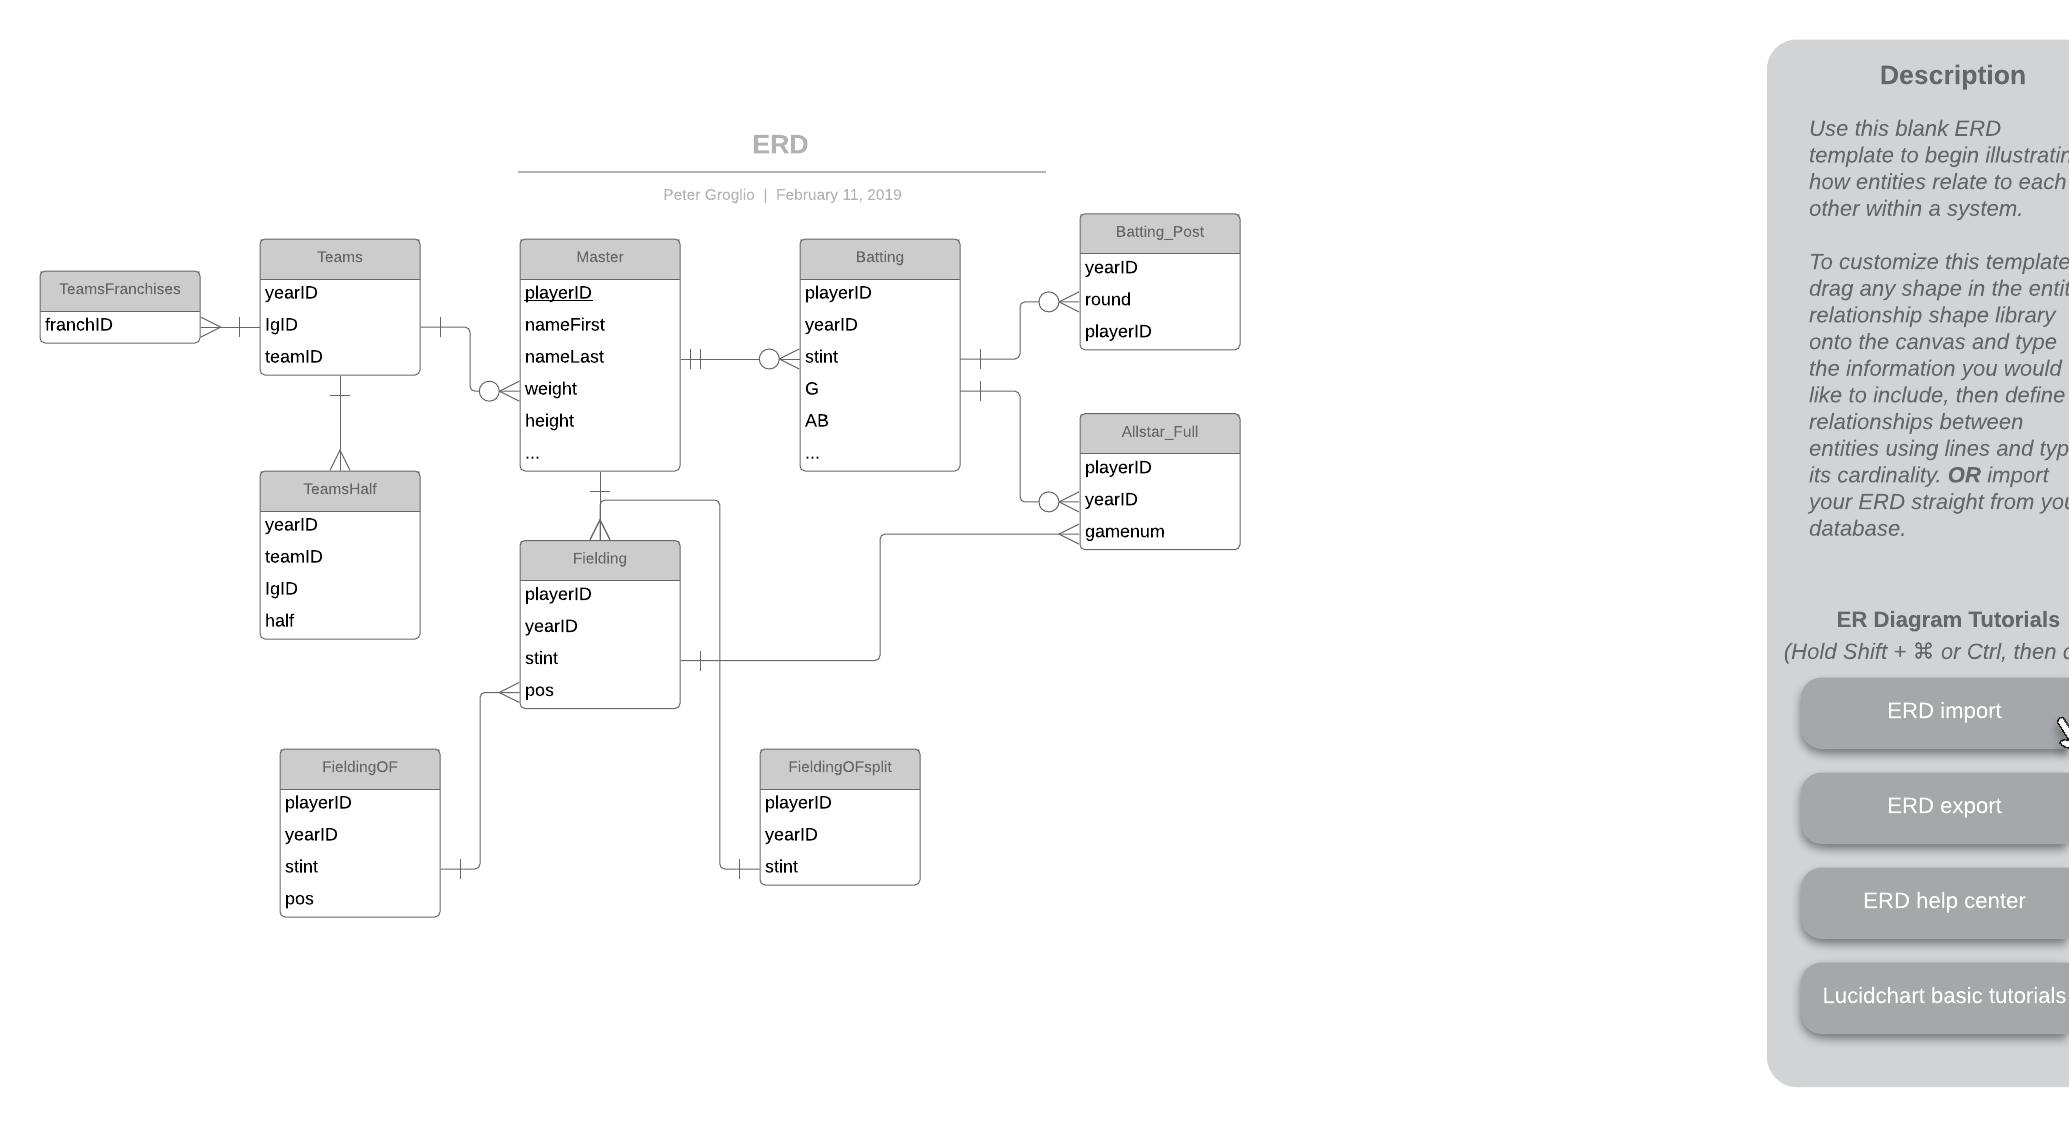 ERD
Peter Groglio | February 11, 2019
TeamsFranchises
franchID
Teams
yearID
lgID
teamID
Master
playerID
nameFirst
nameLast
weight
height
...
Batting
playerID
yearID
stint
G
AB
...
Batting_Post
yearID
round
playerID
Allstar_Full
playerID
yearID
gamenum
TeamsHalf
yearID
teamID
lgID
half
Fielding
playerID
yearID
stint
pos
FieldingOF
playerID
yearID
stint
pos
FieldingOFsplit
playerID
yearID
stint
Description
Use this blank ERD
template to begin illustratin
how entities relate to each
other within a system.
To customize this template
drag any shape in the entit
relationship shape library
onto the canvas and type
the information you would
like to include, then define
relationships between
entities using lines and typ
its cardinality. OR import
your ERD straight from you
database.
ER Diagram Tutorials
(Hold Shift + ⌘ or Ctrl, then
ERD import
ERD export
ERD help center
Lucidchart basic tutorials